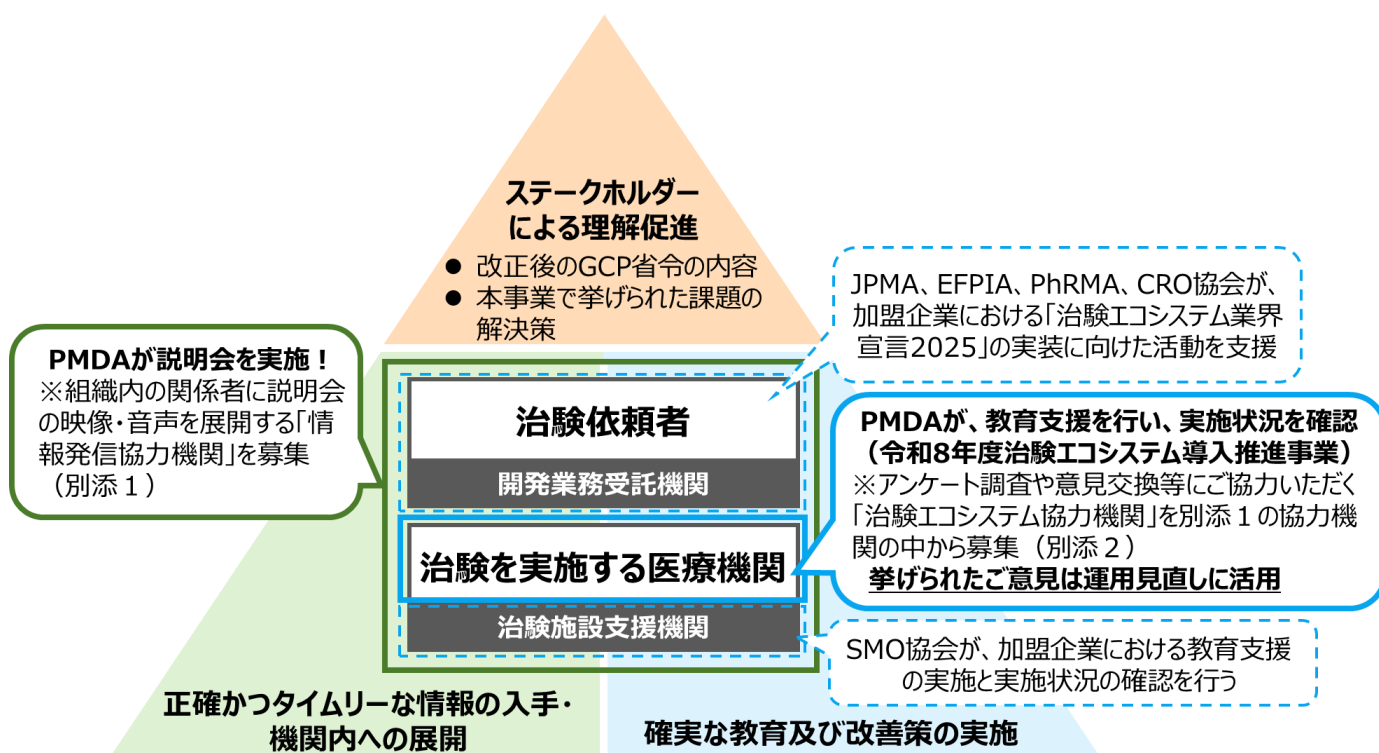 ステークホルダー
による理解促進
● 改正後のGCP省令の内容
● 本事業で挙げられた課題の
解決策
JPMA、EFPIA、PhRMA、CRO協会が、
加盟企業における「治験エコシステム業界
宣言2025」の実装に向けた活動を支援
PMDAが説明会を実施！
※組織内の関係者に説明会
の映像・音声を展開する「情
報発信協力機関」を募集
（別添１）
治験依頼者
開発業務受託機関
治験を実施する医療機関
治験施設支援機関
PMDAが、教育支援を行い、実施状況を確認
（令和8年度治験エコシステム導入推進事業）
※アンケート調査や意見交換等にご協力いただく
「治験エコシステム協力機関」を別添１の協力機
関の中から募集（別添２）
挙げられたご意見は運用見直しに活用
SMO協会が、加盟企業における教育支援
の実施と実施状況の確認を行う
正確かつタイムリーな情報の入手・
機関内への展開
確実な教育及び改善策の実施